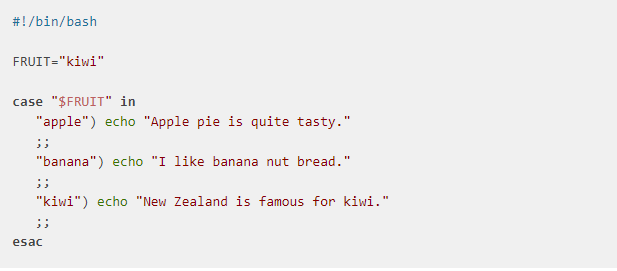 #!/bin/bash
FRUIT="kiwi"
case "$FRUIT" in
"apple") echo "Apple pie is quite tasty."
;;
"banana") echo "I like banana nut bread."
;;
"kiwi") echo "New Zealand is famous for kiwi."
;;
esac